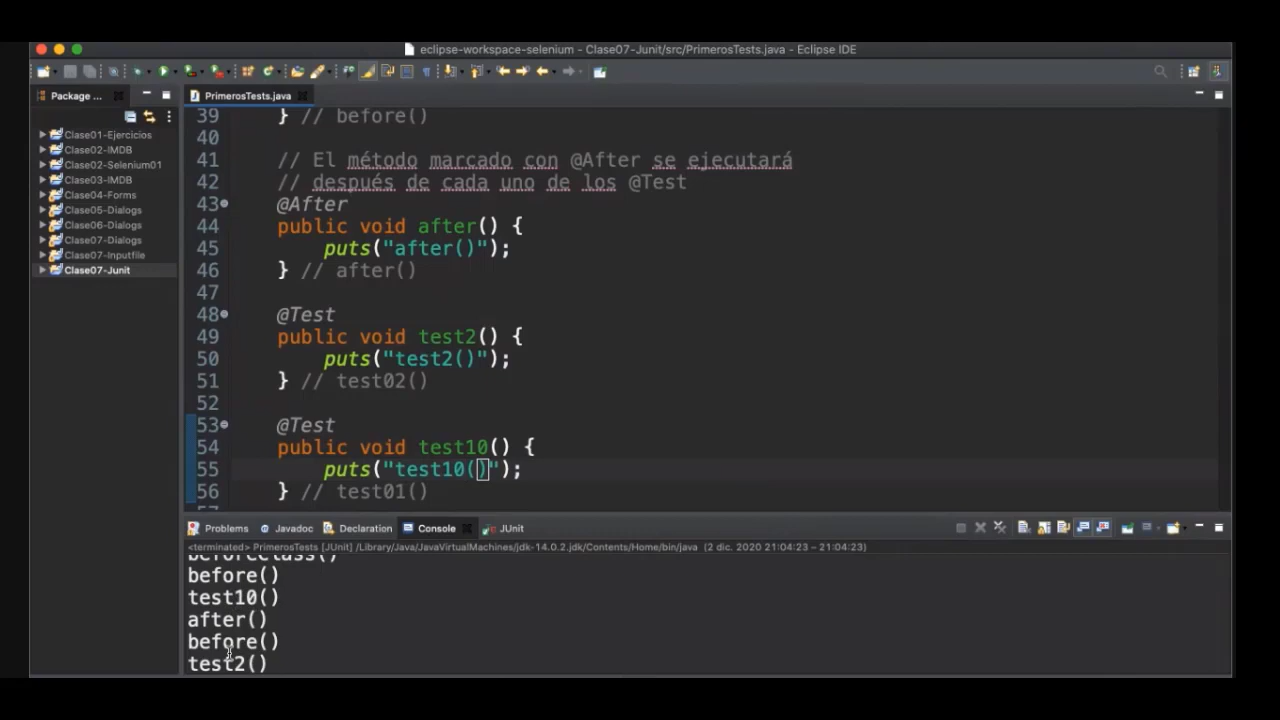 eclipse-workspace-selenium - Clase07-Junit/src/PrimerosTests.java - Eclipse IDE
Package ...
PrimerosTests.java
Clase01-Ejercicios
Clase02-IMDB
Clase02-Selenium01
Clase03-IMDB
Clase04-Forms
Clase05-Dialogs
Clase06-Dialogs
Clase07-Dialogs
Clase07-Inputfile
Clase07-Junit
39 } // before()
40
41 // El método marcado con @After se ejecutará
42 // después de cada uno de los @Test
43 @After
44 public void after() {
45 puts("after()");
46 } // after()
47
48 @Test
49 public void test2() {
50 puts("test2()");
51 } // test02()
52
53 @Test
54 public void test10() {
55 puts("test10()");
56 } // test01()
57
Problems Javadoc Declaration Console JUnit
<terminated> PrimerosTests [JUnit] /Library/Java/JavaVirtualMachines/jdk-14.0.2.jdk/Contents/Home/bin/java (2 dic. 2020 21:04:23 – 21:04:23)
beforeClass()
before()
test10()
after()
before()
test2()